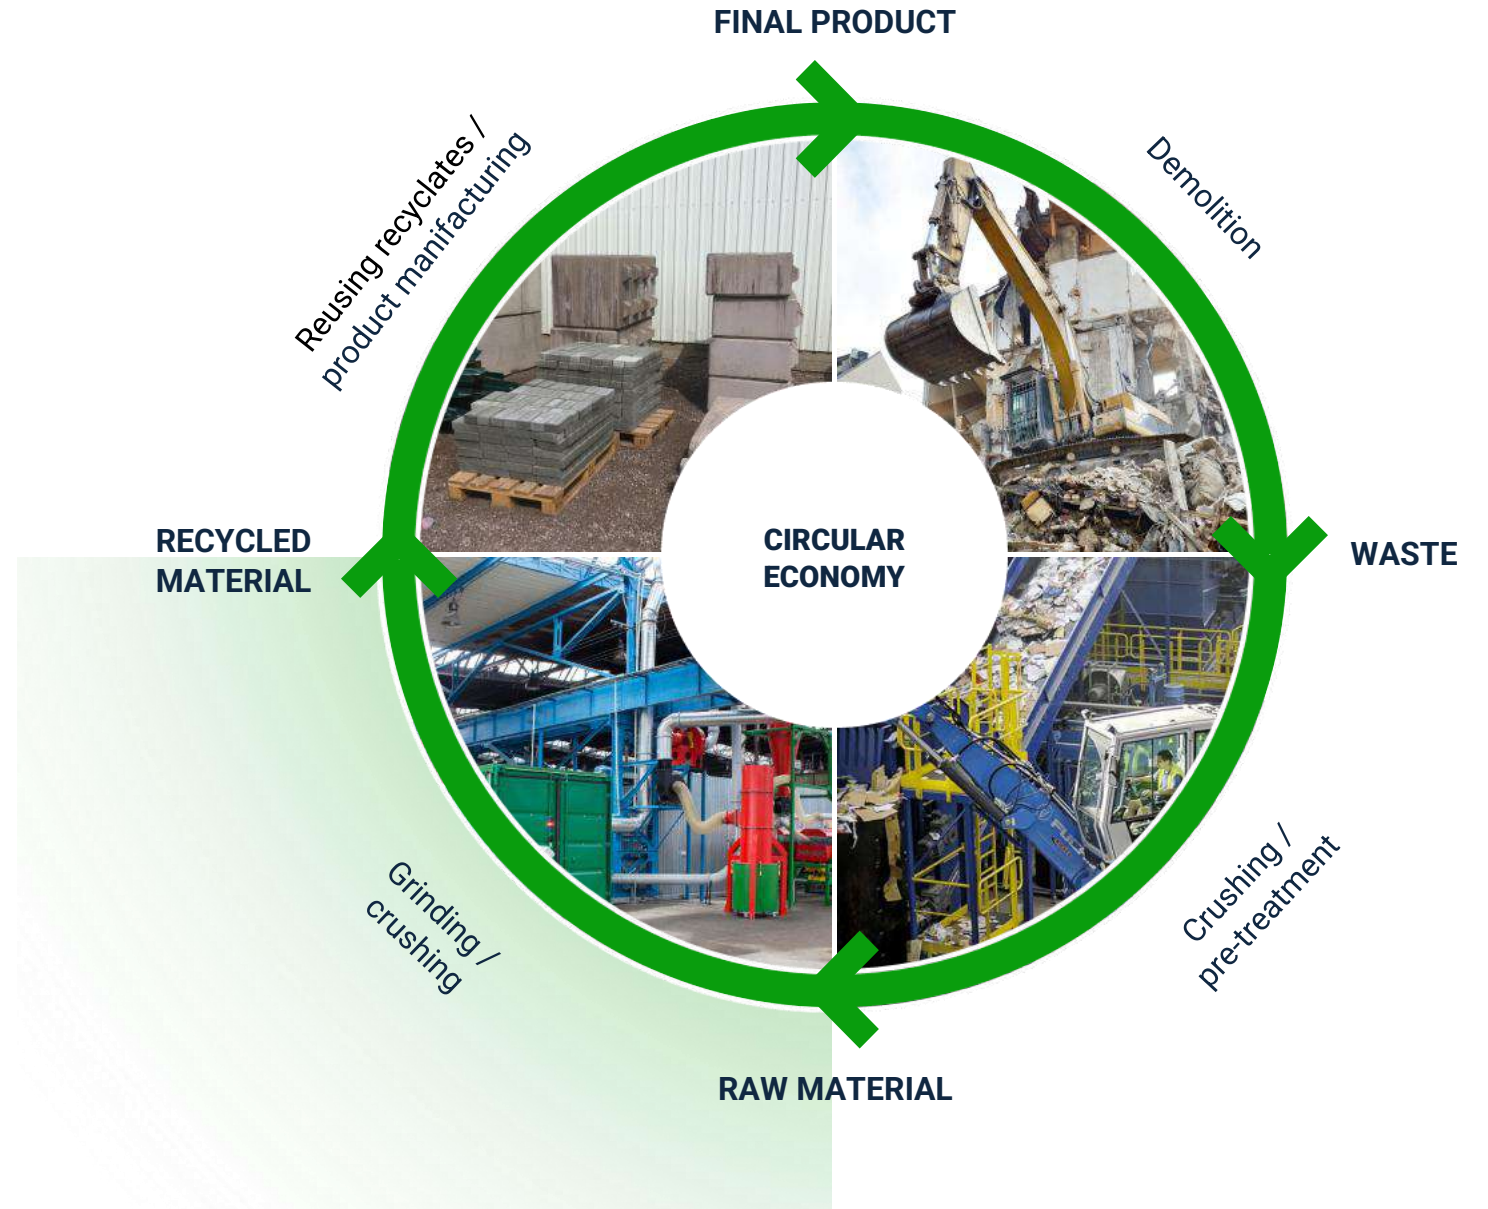 FINAL PRODUCT
Demolition
Reusing recyclates /
product manifacturing
RECYCLED
MATERIAL
CIRCULAR
ECONOMY
WASTE
Grinding /
crushing
Crushing /
pre-treatment
RAW MATERIAL